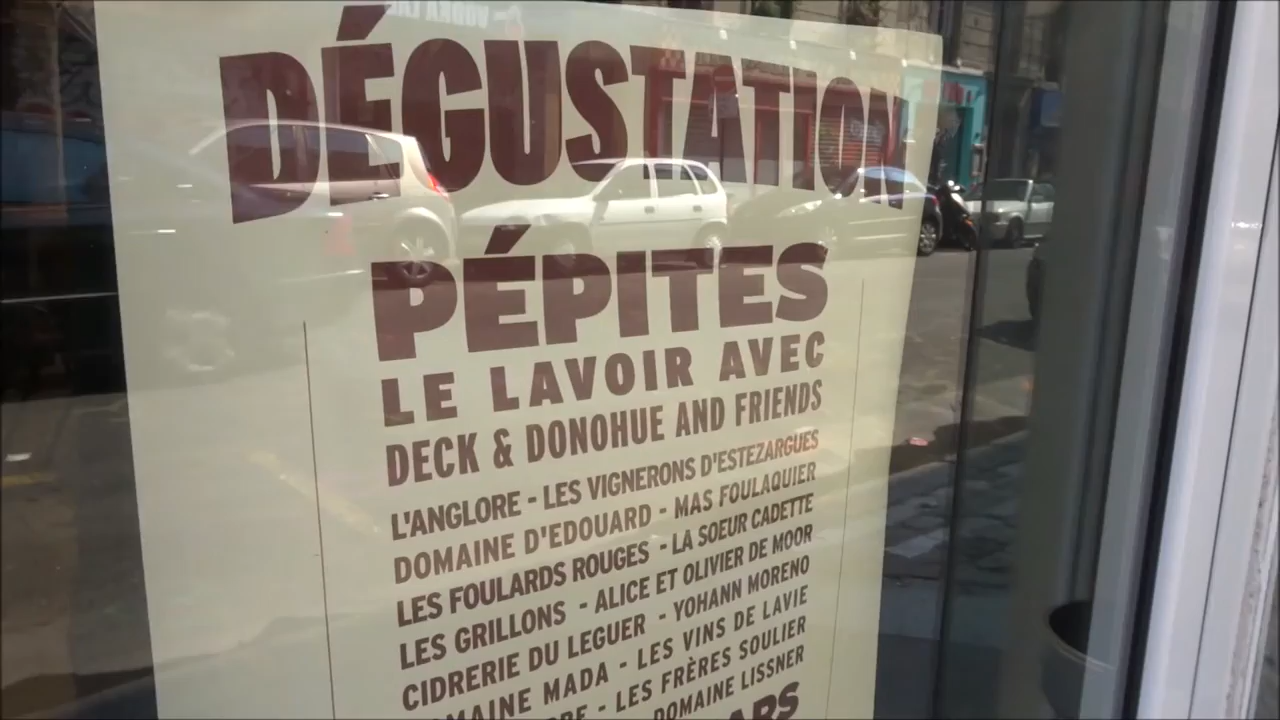 DÉGUSTATION
PÉPITES
LE LAVOIR AVEC
DECK & DONOHUE AND FRIENDS
L'ANGLORE - LES VIGNERONS D'ESTEZARGUES
DOMAINE D'EDOUARD - MAS FOULAQUIER
LES FOULARDS ROUGES - LA SOEUR CADETTE
LES GRILLONS - ALICE ET OLIVIER DE MOOR
CIDRERIE DU LEGUER - YOHANN MORENO
MAINE MADA - LES VINS DE LAVIE
- LES FRÈRES SOULIER
DOMAINE LISSNER
ARS